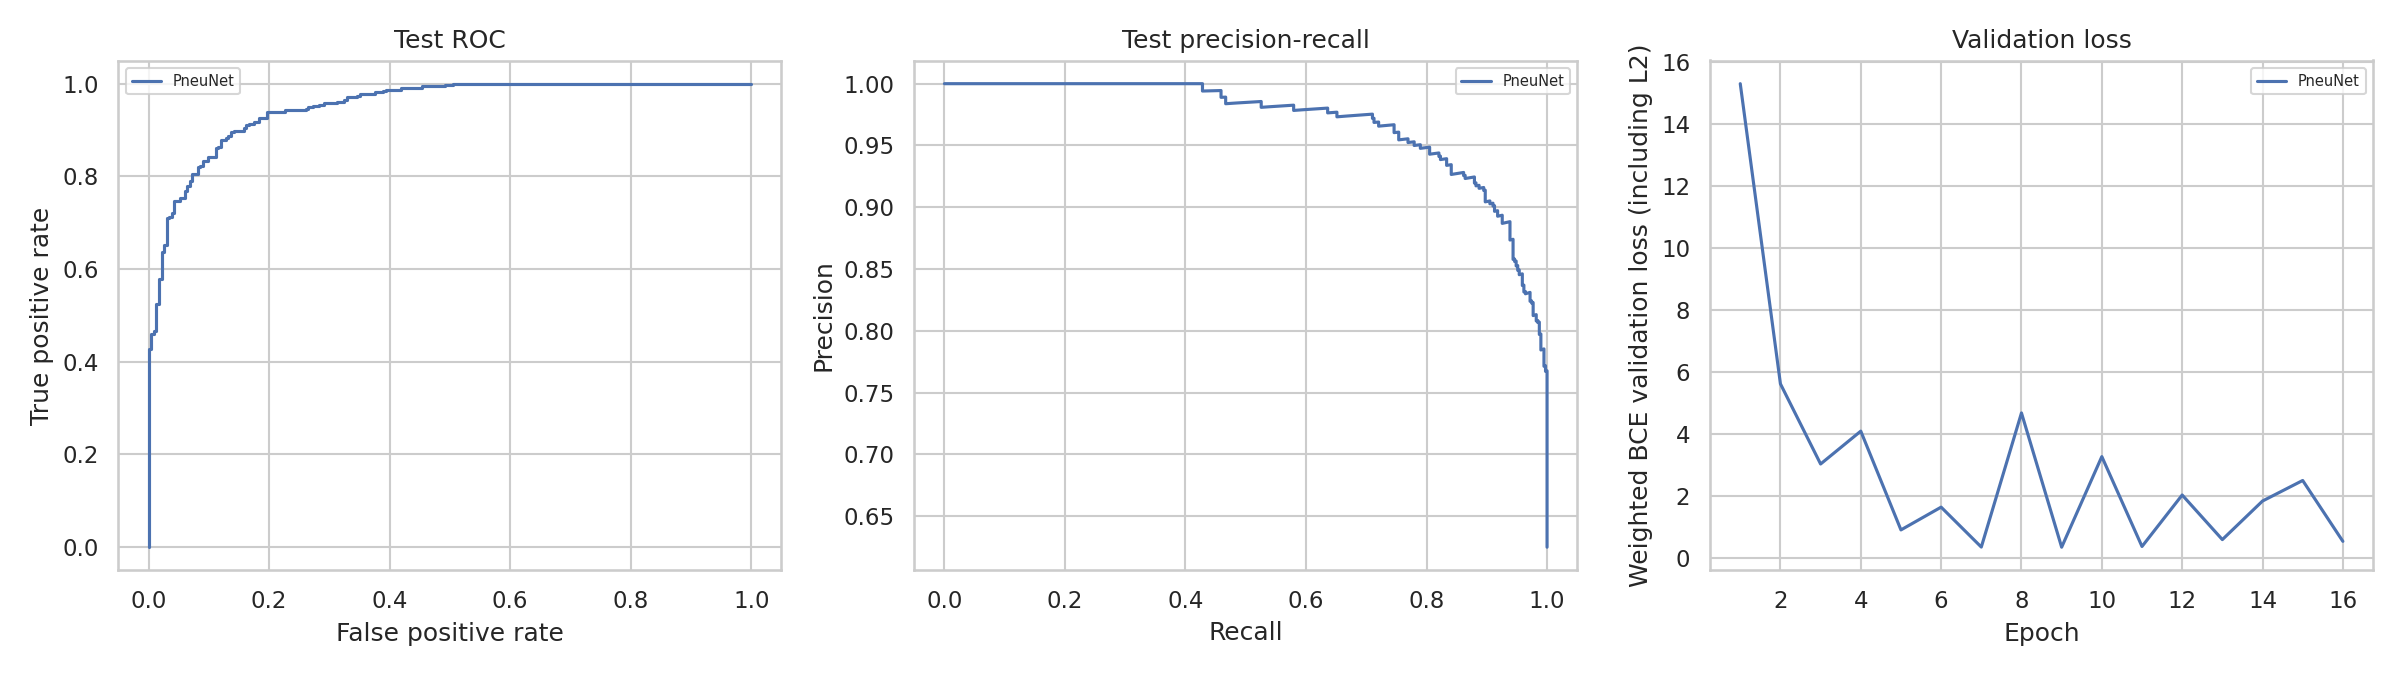 Test ROC
PneuNet
1.0
0.8
0.6
0.4
0.2
0.0
True positive rate
0.0 0.2 0.4 0.6 0.8 1.0
False positive rate
Test precision-recall
PneuNet
1.00
0.95
0.90
0.85
0.80
0.75
0.70
0.65
Precision
0.0 0.2 0.4 0.6 0.8 1.0
Recall
Validation loss
PneuNet
16
14
12
10
8
6
4
2
0
Weighted BCE validation loss (including L2)
2 4 6 8 10 12 14 16
Epoch